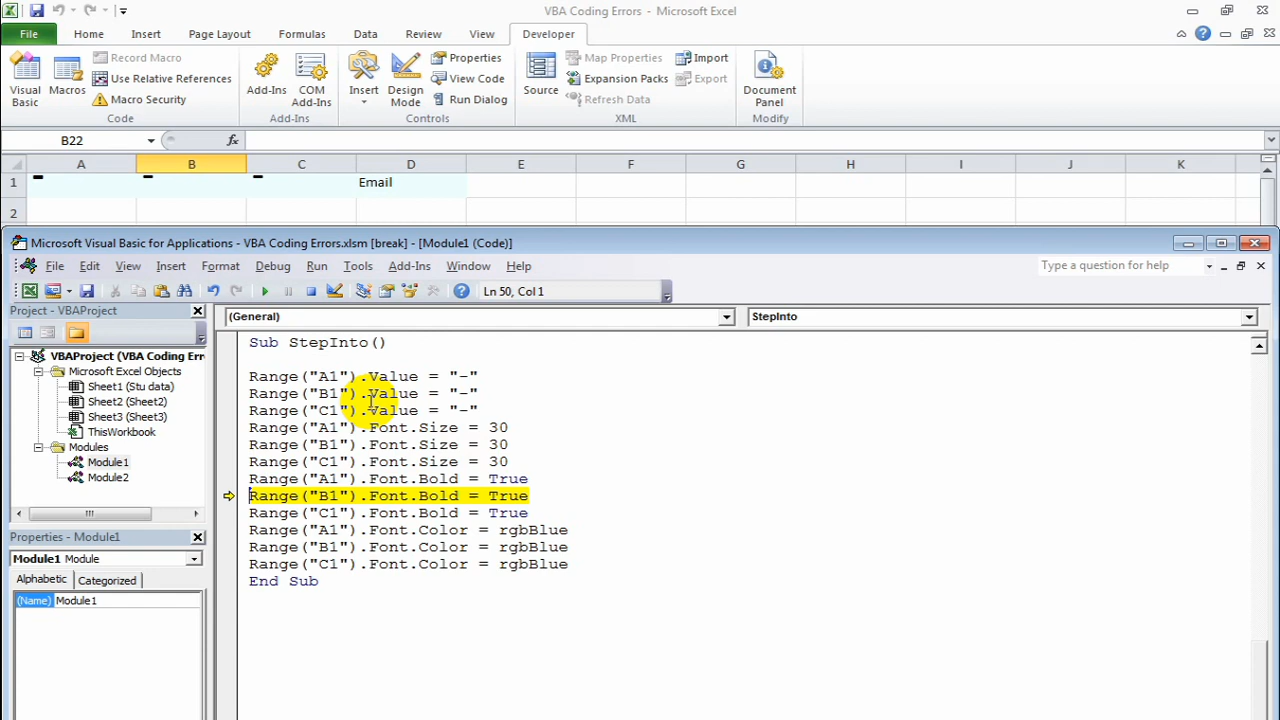 VBA Coding Errors - Microsoft Excel
File Home Insert Page Layout Formulas Data Review View Developer
Visual Basic
Macros
Record Macro
Use Relative References
Macro Security
Code
Add-Ins
COM Add-Ins
Add-Ins
Insert
Design Mode
Properties
View Code
Run Dialog
Controls
Source
Map Properties
Expansion Packs
Refresh Data
Import
Export
XML
Document Panel
Modify
B22 fx
A B C D E F G H I J K
1 - - - Email
2
Microsoft Visual Basic for Applications - VBA Coding Errors.xlsm [break] - [Module1 (Code)]
File Edit View Insert Format Debug Run Tools Add-Ins Window Help Type a question for help
Ln 50, Col 1
Project - VBAProject
VBAProject (VBA Coding Erro
Microsoft Excel Objects
Sheet1 (Stu data)
Sheet2 (Sheet2)
Sheet3 (Sheet3)
ThisWorkbook
Modules
Module1
Module2
Properties - Module1
Module1 Module
Alphabetic Categorized
(Name) Module1
(General) StepInto
Sub StepInto()
Range("A1").Value = "-"
Range("B1").Value = "-"
Range("C1").Value = "-"
Range("A1").Font.Size = 30
Range("B1").Font.Size = 30
Range("C1").Font.Size = 30
Range("A1").Font.Bold = True
Range("B1").Font.Bold = True
Range("C1").Font.Bold = True
Range("A1").Font.Color = rgbBlue
Range("B1").Font.Color = rgbBlue
Range("C1").Font.Color = rgbBlue
End Sub